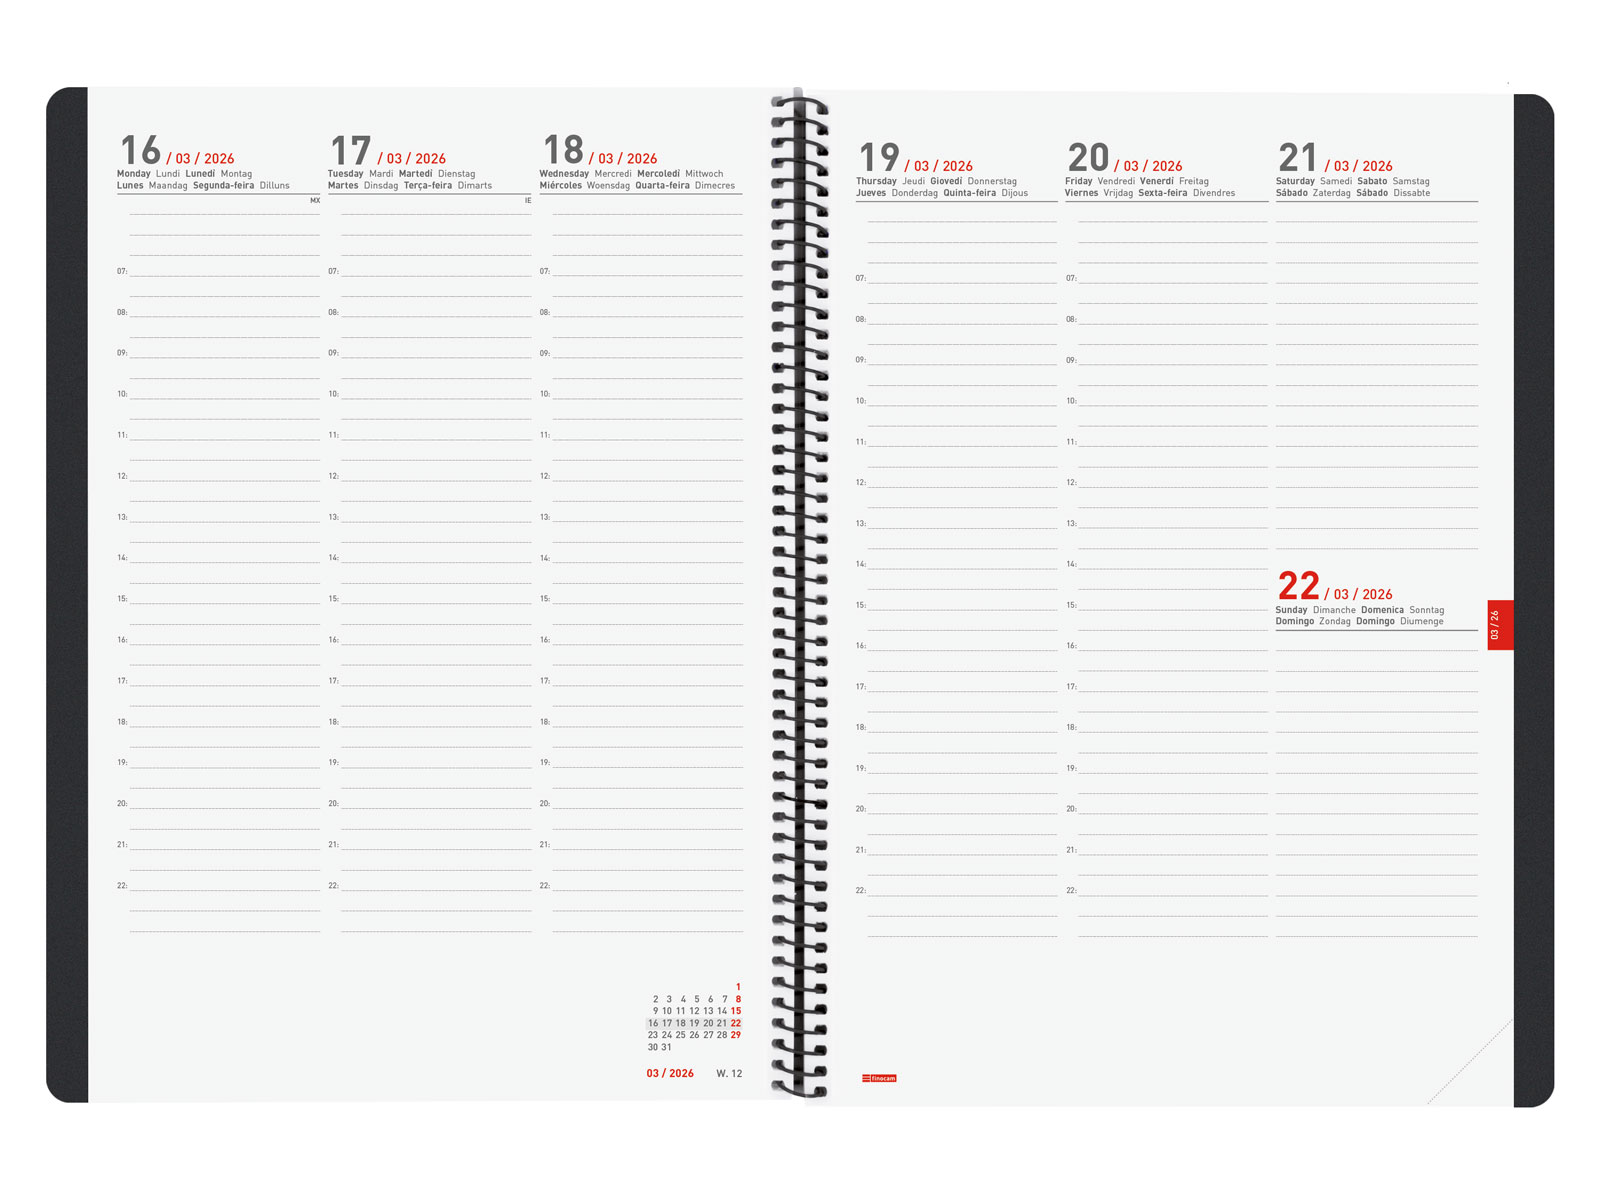 16 / 03 / 2026
Monday Lundi Lunedí Montag
Lunes Maandag Segunda-feira Dilluns
MX
07:
08:
09:
10:
11:
12:
13:
14:
15:
16:
17:
18:
19:
20:
21:
22:
17 / 03 / 2026
Tuesday Mardi Martedí Dienstag
Martes Dinsdag Terça-feira Dimarts
IE
07:
08:
09:
10:
11:
12:
13:
14:
15:
16:
17:
18:
19:
20:
21:
22:
18 / 03 / 2026
Wednesday Mercredi Mercoledí Mittwoch
Miércoles Woensdag Quarta-feira Dimecres
07:
08:
09:
10:
11:
12:
13:
14:
15:
16:
17:
18:
19:
20:
21:
22:
1
2 3 4 5 6 7 8
9 10 11 12 13 14 15
16 17 18 19 20 21 22
23 24 25 26 27 28 29
30 31
03 / 2026 W. 12
19 / 03 / 2026
Thursday Jeudi Giovedí Donnerstag
Jueves Donderdag Quinta-feira Dijous
07:
08:
09:
10:
11:
12:
13:
14:
15:
16:
17:
18:
19:
20:
21:
22:
20 / 03 / 2026
Friday Vendredi Venerdí Freitag
Viernes Vrijdag Sexta-feira Divendres
07:
08:
09:
10:
11:
12:
13:
14:
15:
16:
17:
18:
19:
20:
21:
22:
21 / 03 / 2026
Saturday Samedi Sabato Samstag
Sábado Zaterdag Sábado Dissabte
22 / 03 / 2026
Sunday Dimanche Domenica Sonntag
Domingo Zondag Domingo Diumenge
03 / 26
finocam